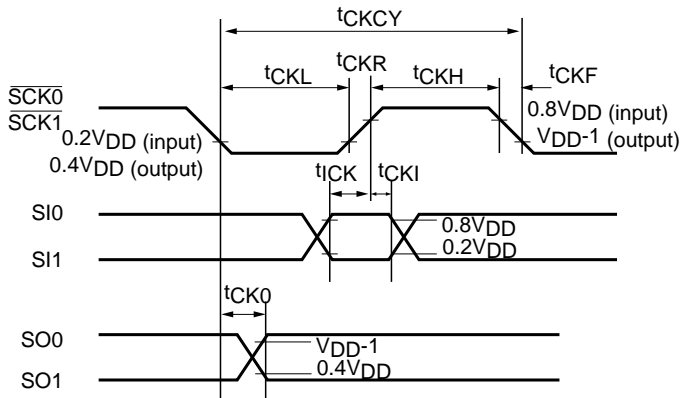 tCKCY
tCKR
tCKL
tCKH
tCKF
SCK0
SCK1
0.8VDD (input)
0.2VDD (input)
VDD-1 (output)
0.4VDD (output)
tICK
tCKI
SI0
0.8VDD
0.2VDD
SI1
tCK0
SO0
VDD-1
0.4VDD
SO1